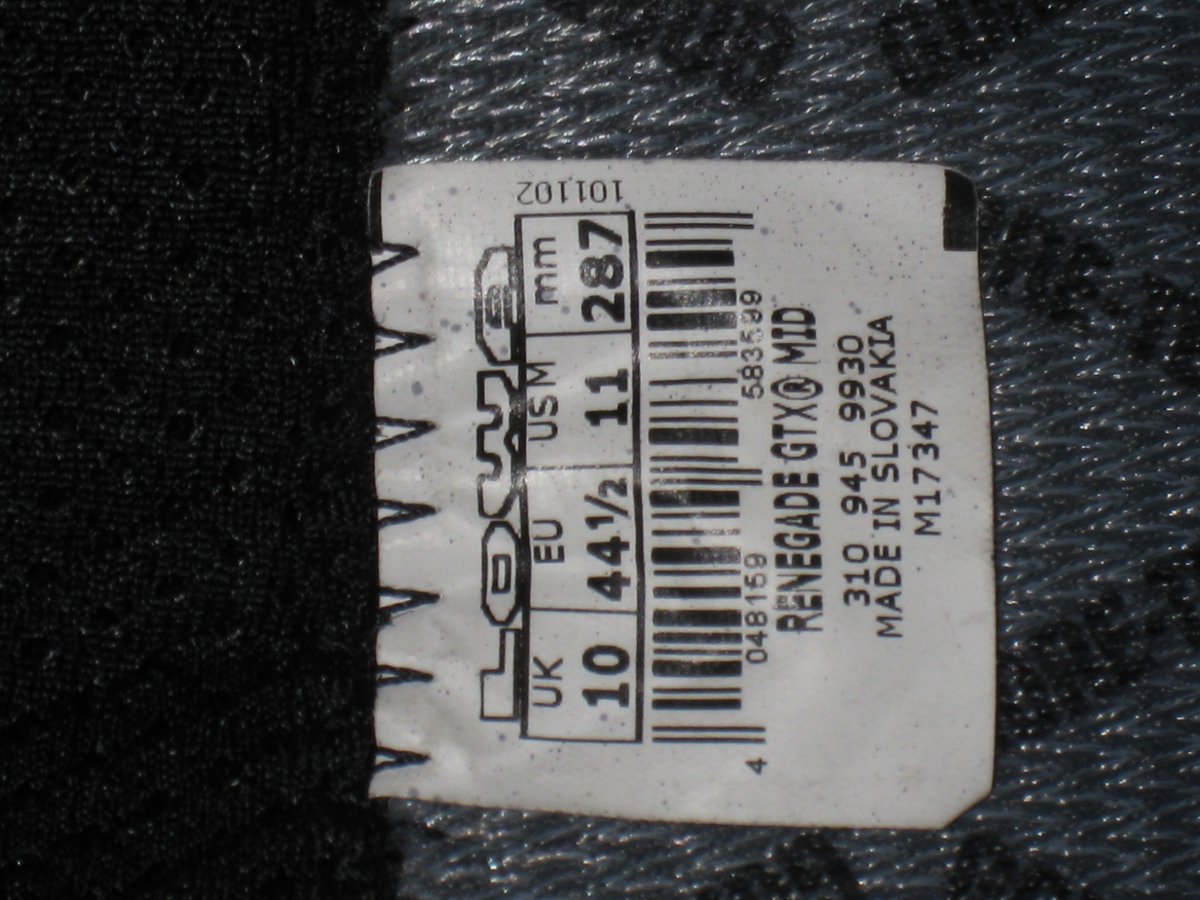 LOWA
UK EU US M mm
10 44½ 11 287
101102
4 048159 583599
RENEGADE GTX® MID
310 945 9930
MADE IN SLOVAKIA
M17347